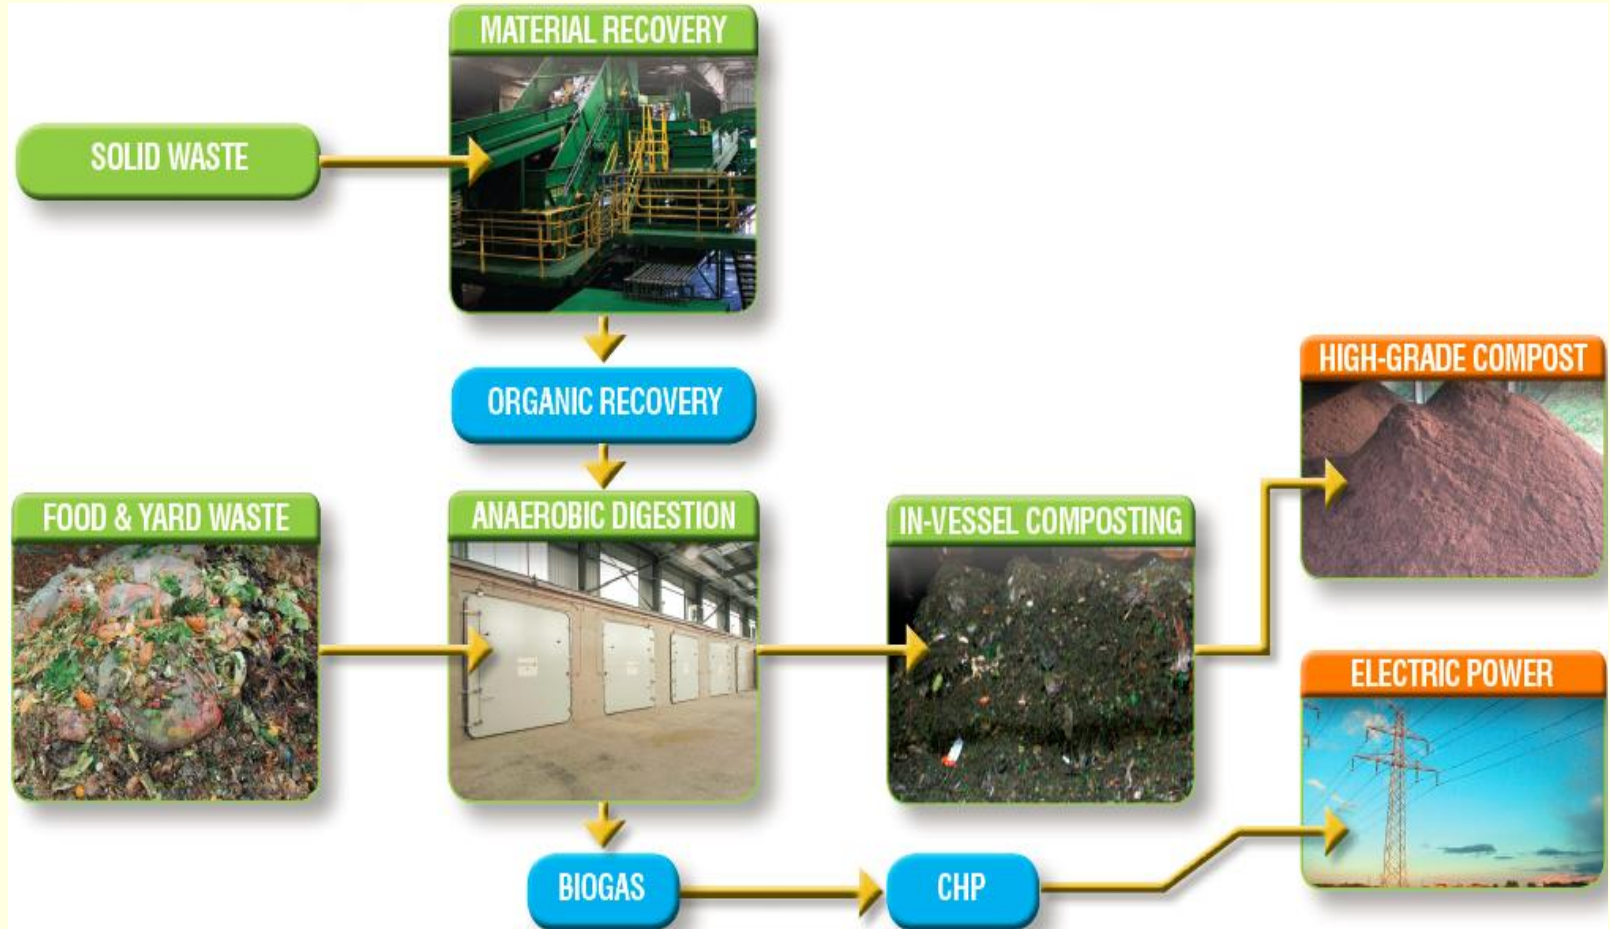 MATERIAL RECOVERY
SOLID WASTE
ORGANIC RECOVERY
HIGH-GRADE COMPOST
FOOD & YARD WASTE
ANAEROBIC DIGESTION
IN-VESSEL COMPOSTING
ELECTRIC POWER
BIOGAS
CHP